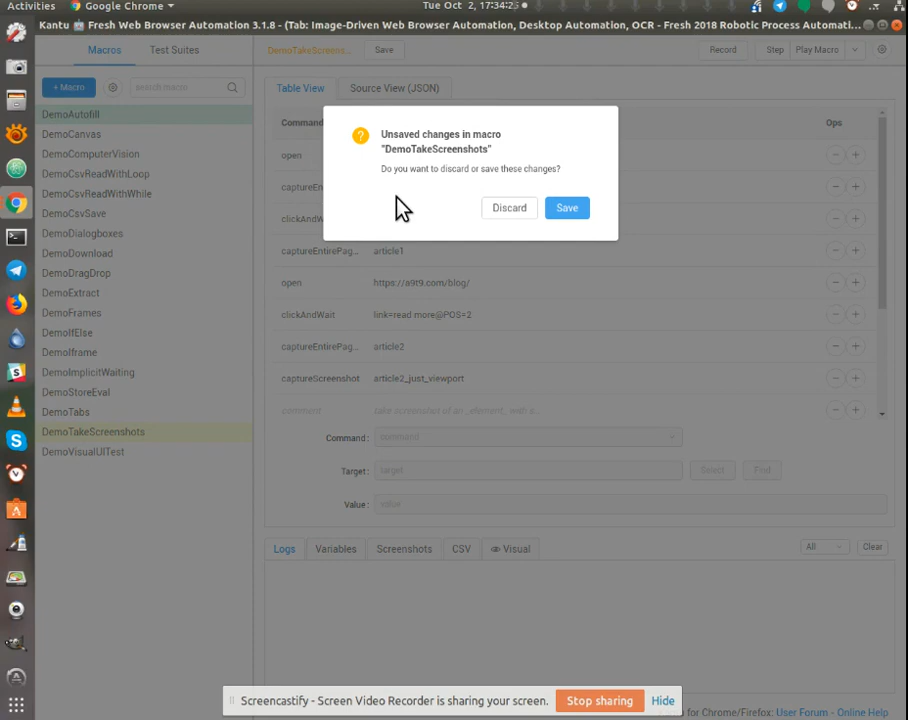 Activities
Google Chrome
Tue Oct 2, 17:34:25
Kantu Fresh Web Browser Automation 3.1.8 - (Tab: Image-Driven Web Browser Automation, Desktop Automation, OCR - Fresh 2018 Robotic Process Automati...
Macros Test Suites
DemoTakeScreens... Save
Record Step Play Macro
+ Macro
search macro
Table View Source View (JSON)
DemoAutofill
DemoCanvas
DemoComputerVision
DemoCsvReadWithLoop
DemoCsvReadWithWhile
DemoCsvSave
DemoDialogboxes
DemoDownload
DemoDragDrop
DemoExtract
DemoFrames
DemoIfElse
DemoIframe
DemoImplicitWaiting
DemoStoreEval
DemoTabs
DemoTakeScreenshots
DemoVisualUITest
Ops
open
Unsaved changes in macro
"DemoTakeScreenshots"
Do you want to discard or save these changes?
Discard Save
captureEntirePag... article1
open https://a9t9.com/blog/
clickAndWait link=read more@POS=2
captureEntirePag... article2
captureScreenshot article2_just_viewport
comment take screenshot of an _element, with s...
Command: command
Target: target Select Find
Value: value
Logs Variables Screenshots CSV Visual
All Clear
Screencastify - Screen Video Recorder is sharing your screen. Stop sharing Hide
for Chrome/Firefox: User Forum - Online Help